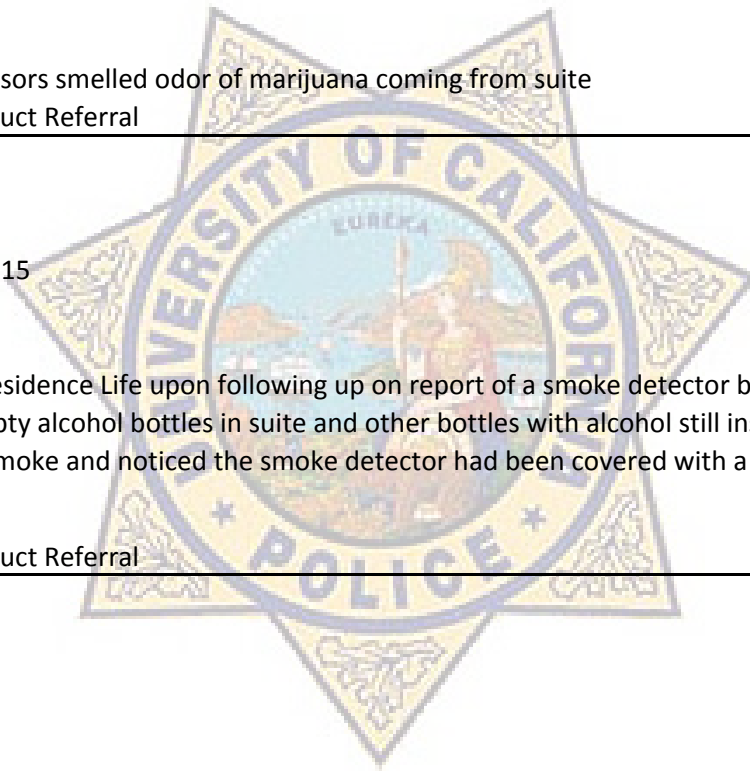 sors smelled odor of marijuana coming from suite
uct Referral
UNIVERSITY OF CALIFORNIA
EUREKA
15
esidence Life upon following up on report of a smoke detector b
pty alcohol bottles in suite and other bottles with alcohol still in
moke and noticed the smoke detector had been covered with a
uct Referral
POLICE